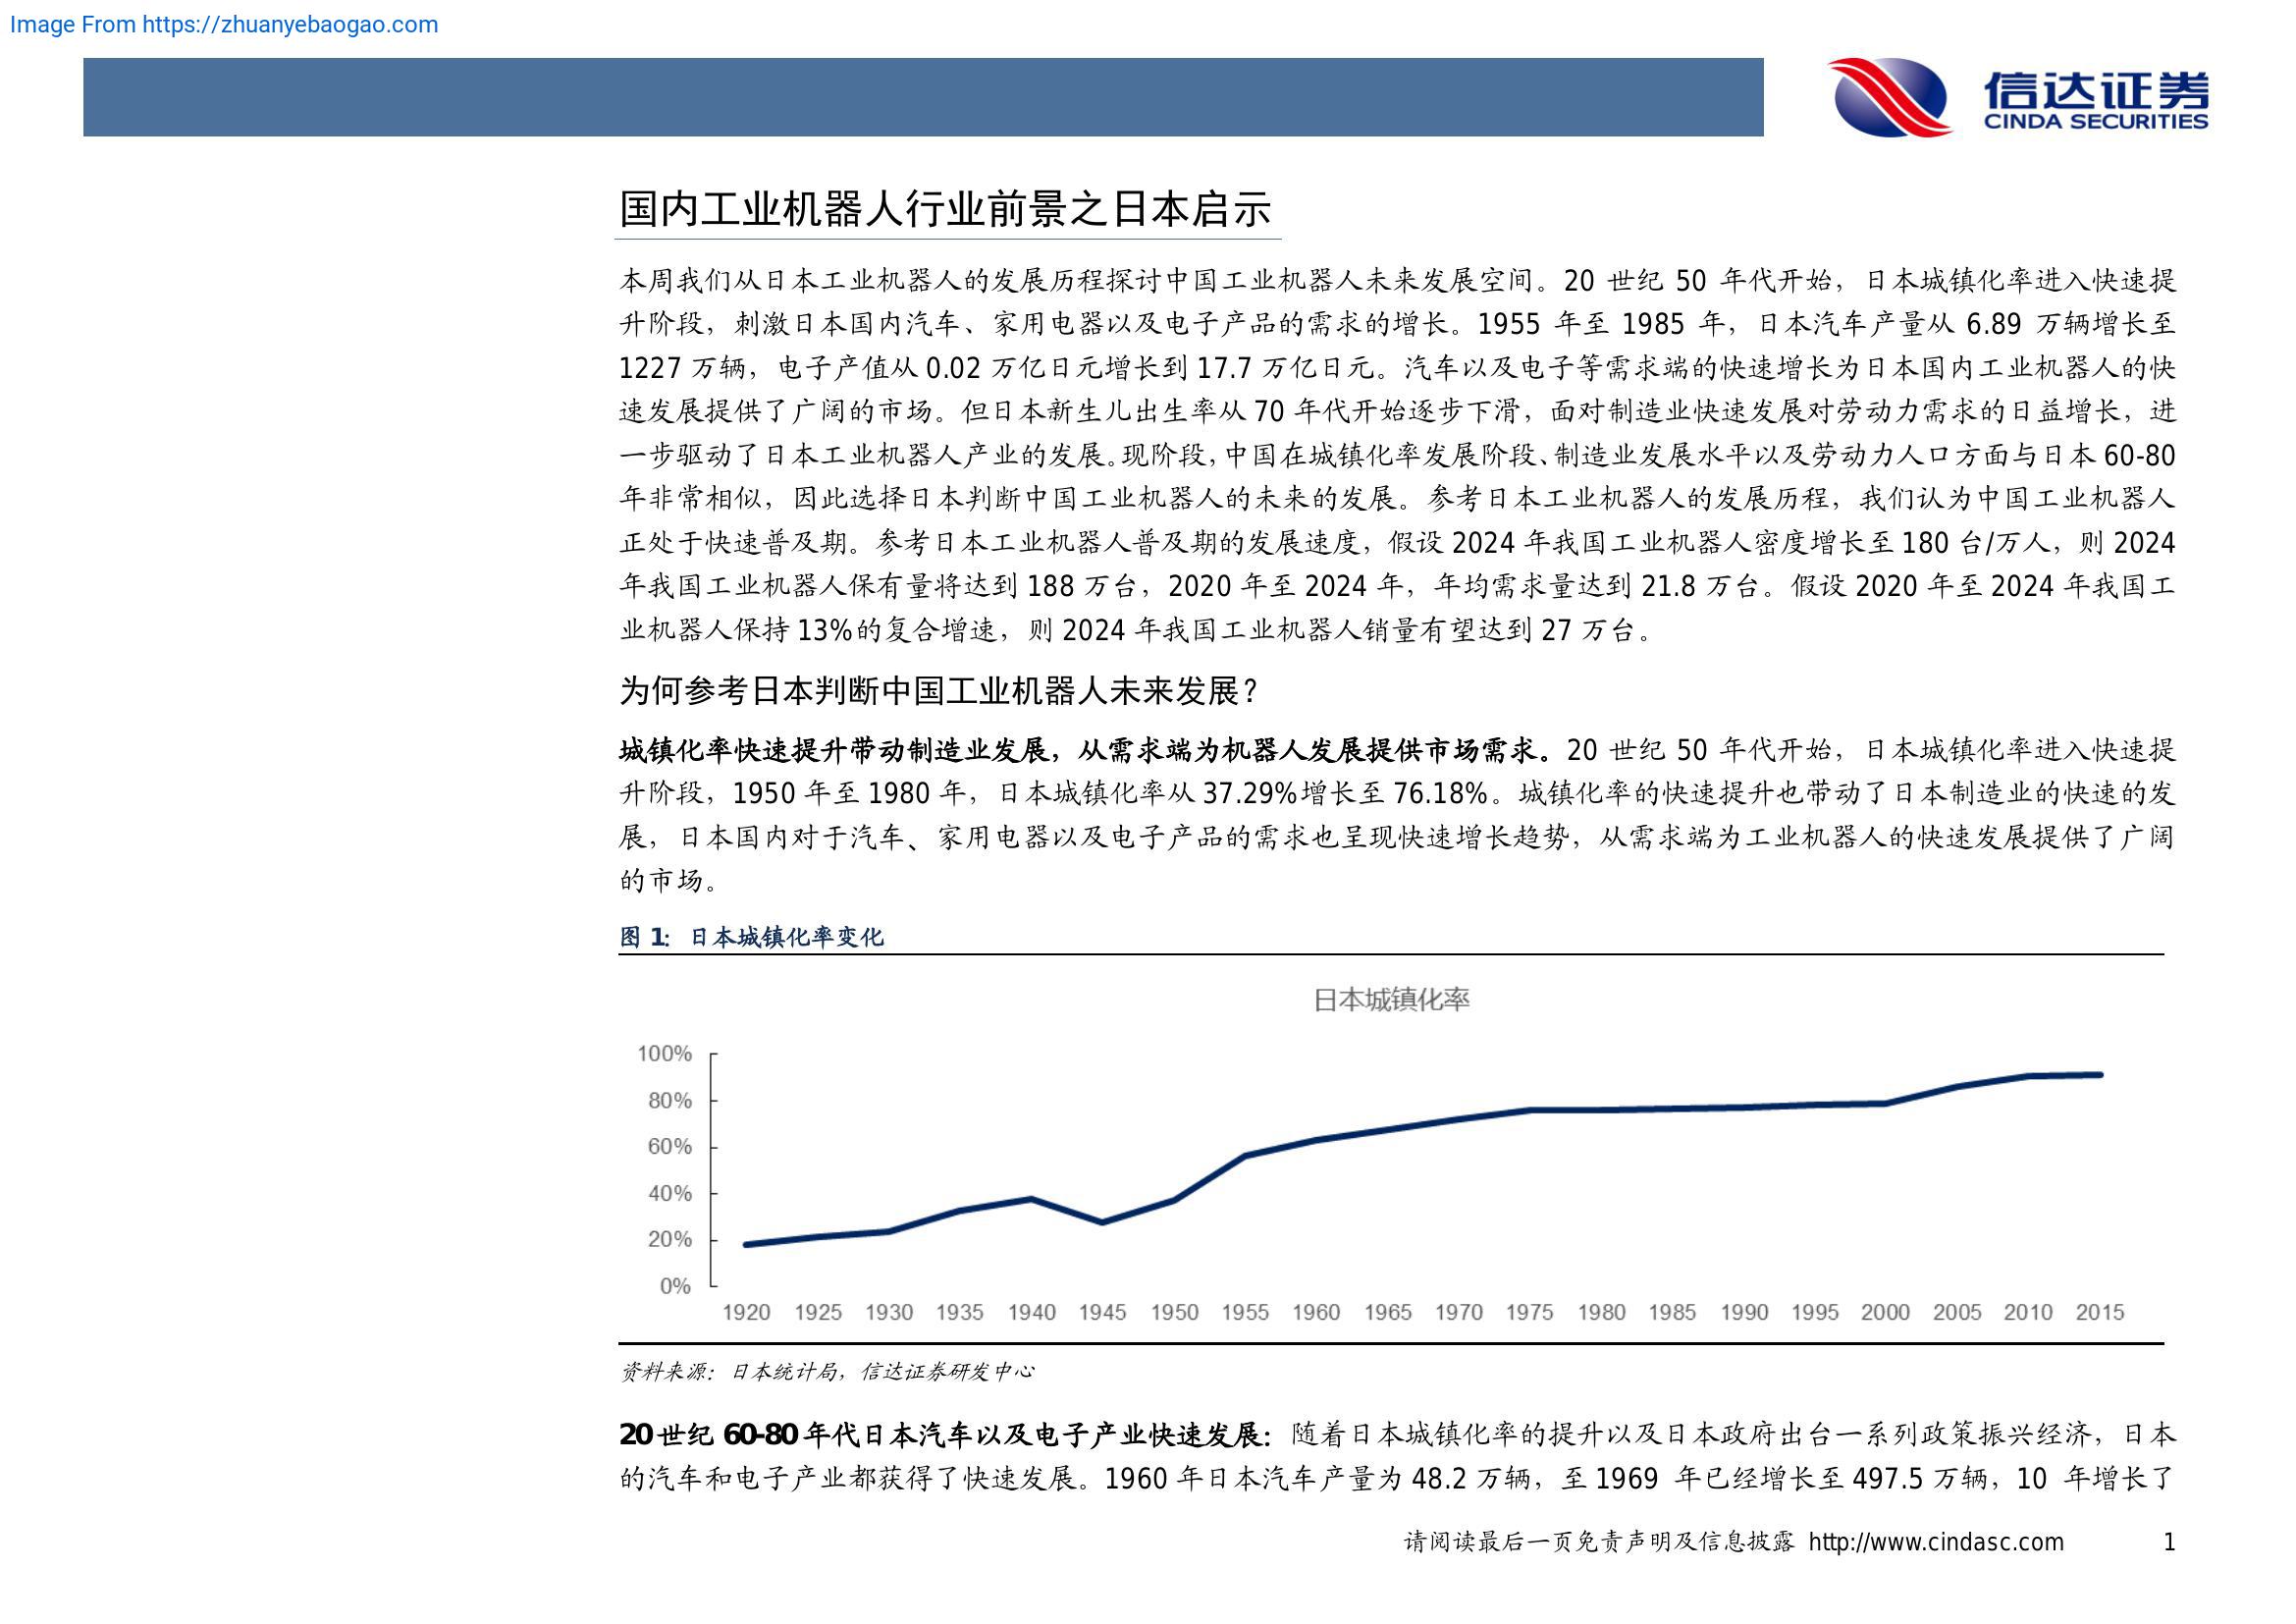 Image From https://zhuanyebaogao.com
信达证券
CINDA SECURITIES
国内工业机器人行业前景之日本启示
本周我们从日本工业机器人的发展历程探讨中国工业机器人未来发展空间。20 世纪 50 年代开始，日本城镇化率进入快速提
升阶段，刺激日本国内汽车、家用电器以及电子产品的需求的增长。1955 年至 1985 年，日本汽车产量从 6.89 万辆增长至
1227 万辆，电子产值从 0.02 万亿日元增长到 17.7 万亿日元。汽车以及电子等需求端的快速增长为日本国内工业机器人的快
速发展提供了广阔的市场。但日本新生儿出生率从 70 年代开始逐步下滑，面对制造业快速发展对劳动力需求的日益增长，进
一步驱动了日本工业机器人产业的发展。现阶段，中国在城镇化率发展阶段、制造业发展水平以及劳动力人口方面与日本 60-80
年非常相似，因此选择日本判断中国工业机器人的未来的发展。参考日本工业机器人的发展历程，我们认为中国工业机器人
正处于快速普及期。参考日本工业机器人普及期的发展速度，假设 2024 年我国工业机器人密度增长至 180 台/万人，则 2024
年我国工业机器人保有量将达到 188 万台，2020 年至 2024 年，年均需求量达到 21.8 万台。假设 2020 年至 2024 年我国工
业机器人保持 13%的复合增速，则 2024 年我国工业机器人销量有望达到 27 万台。
为何参考日本判断中国工业机器人未来发展？
城镇化率快速提升带动制造业发展，从需求端为机器人发展提供市场需求。20 世纪 50 年代开始，日本城镇化率进入快速提
升阶段，1950 年至 1980 年，日本城镇化率从 37.29%增长至 76.18%。城镇化率的快速提升也带动了日本制造业的快速的发
展，日本国内对于汽车、家用电器以及电子产品的需求也呈现快速增长趋势，从需求端为工业机器人的快速发展提供了广阔
的市场。
图 1: 日本城镇化率变化
日本城镇化率
100%
80%
60%
40%
20%
0%
1920 1925 1930 1935 1940 1945 1950 1955 1960 1965 1970 1975 1980 1985 1990 1995 2000 2005 2010 2015
资料来源：日本统计局，信达证券研发中心
20 世纪 60-80 年代日本汽车以及电子产业快速发展：随着日本城镇化率的提升以及日本政府出台一系列政策振兴经济，日本
的汽车和电子产业都获得了快速发展。1960 年日本汽车产量为 48.2 万辆，至 1969 年已经增长至 497.5 万辆，10 年增长了
请阅读最后一页免责声明及信息披露 http://www.cindasc.com 1